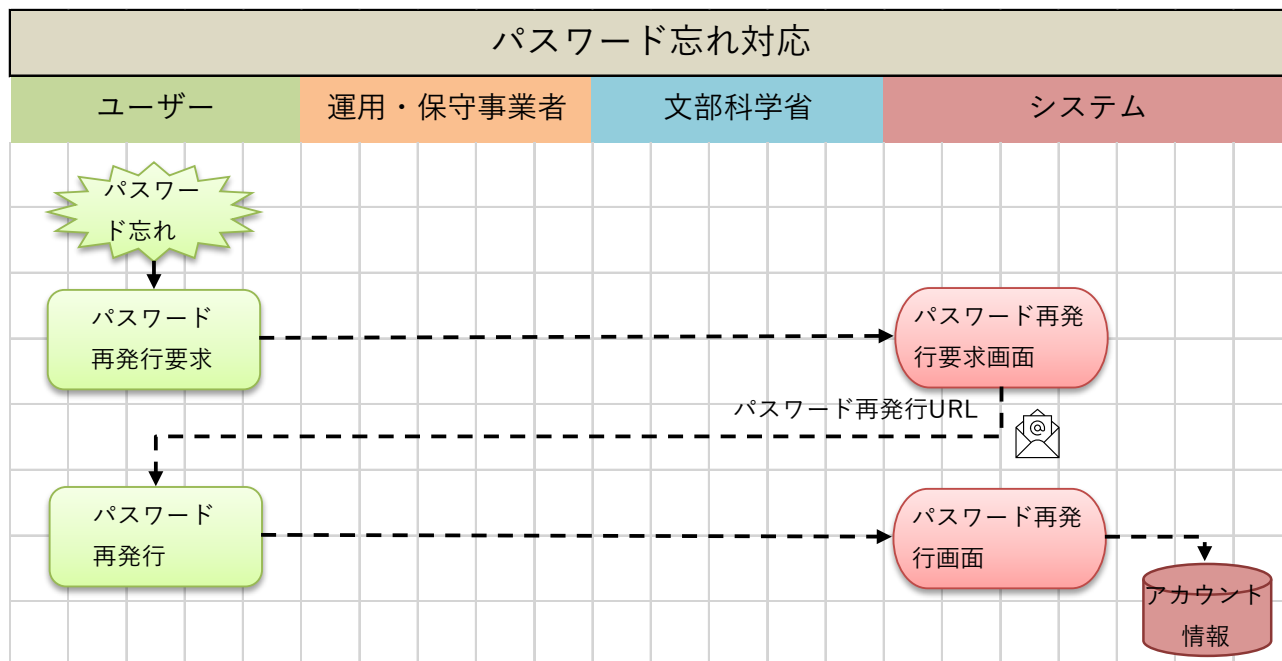 パスワード忘れ対応
ユーザー
運用・保守事業者
文部科学省
システム
パスワー
ド忘れ
パスワード
再発行要求
パスワード再発
行要求画面
パスワード再発行URL
@
パスワード
再発行
パスワード再発
行画面
アカウント
情報